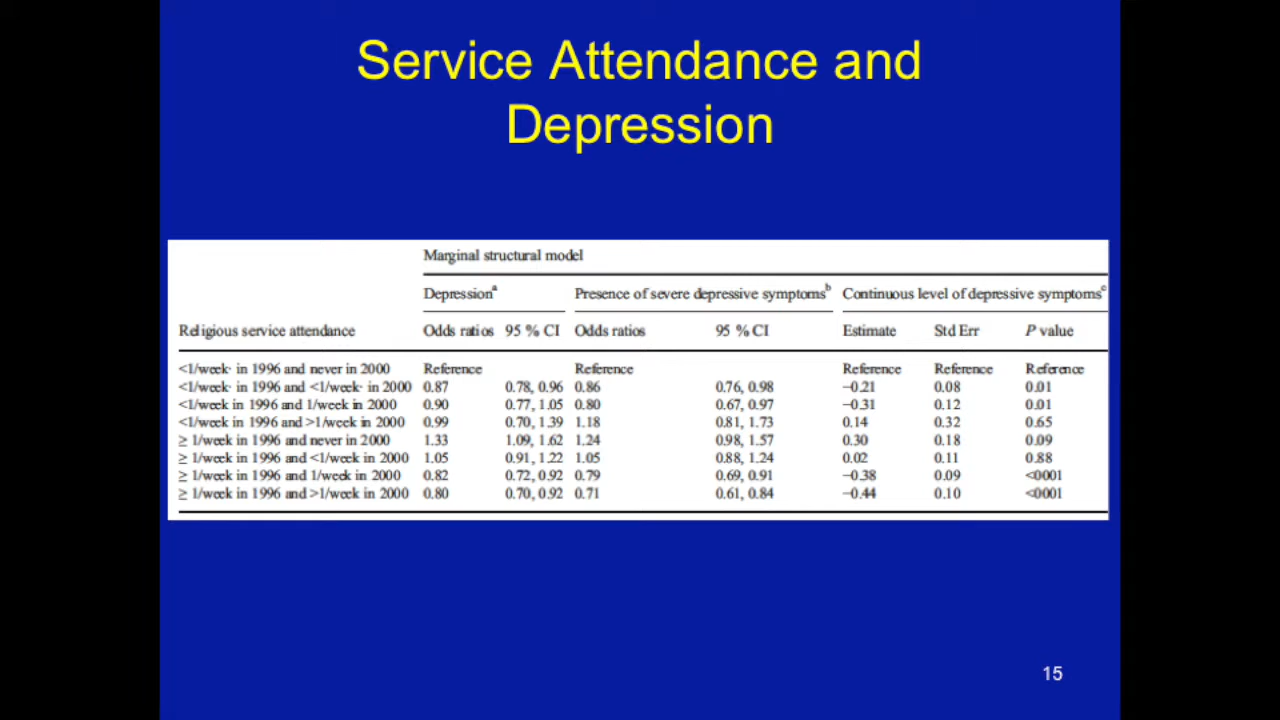 Service Attendance and
Depression
Marginal structural model
Depressionᵃ Presence of severe depressive symptomsᵇ Continuous level of depressive symptomsᶜ
Religious service attendance Odds ratios 95 % CI Odds ratios 95 % CI Estimate Std Err P value
<1/week· in 1996 and never in 2000 Reference Reference Reference Reference Reference
<1/week· in 1996 and <1/week· in 2000 0.87 0.78, 0.96 0.86 0.76, 0.98 −0.21 0.08 0.01
<1/week in 1996 and 1/week in 2000 0.90 0.77, 1.05 0.80 0.67, 0.97 −0.31 0.12 0.01
<1/week in 1996 and >1/week in 2000 0.99 0.70, 1.39 1.18 0.81, 1.73 0.14 0.32 0.65
≥ 1/week in 1996 and never in 2000 1.33 1.09, 1.62 1.24 0.98, 1.57 0.30 0.18 0.09
≥ 1/week in 1996 and <1/week in 2000 1.05 0.91, 1.22 1.05 0.88, 1.24 0.02 0.11 0.88
≥ 1/week in 1996 and 1/week in 2000 0.82 0.72, 0.92 0.79 0.69, 0.91 −0.38 0.09 <0001
≥ 1/week in 1996 and >1/week in 2000 0.80 0.70, 0.92 0.71 0.61, 0.84 −0.44 0.10 <0001
15